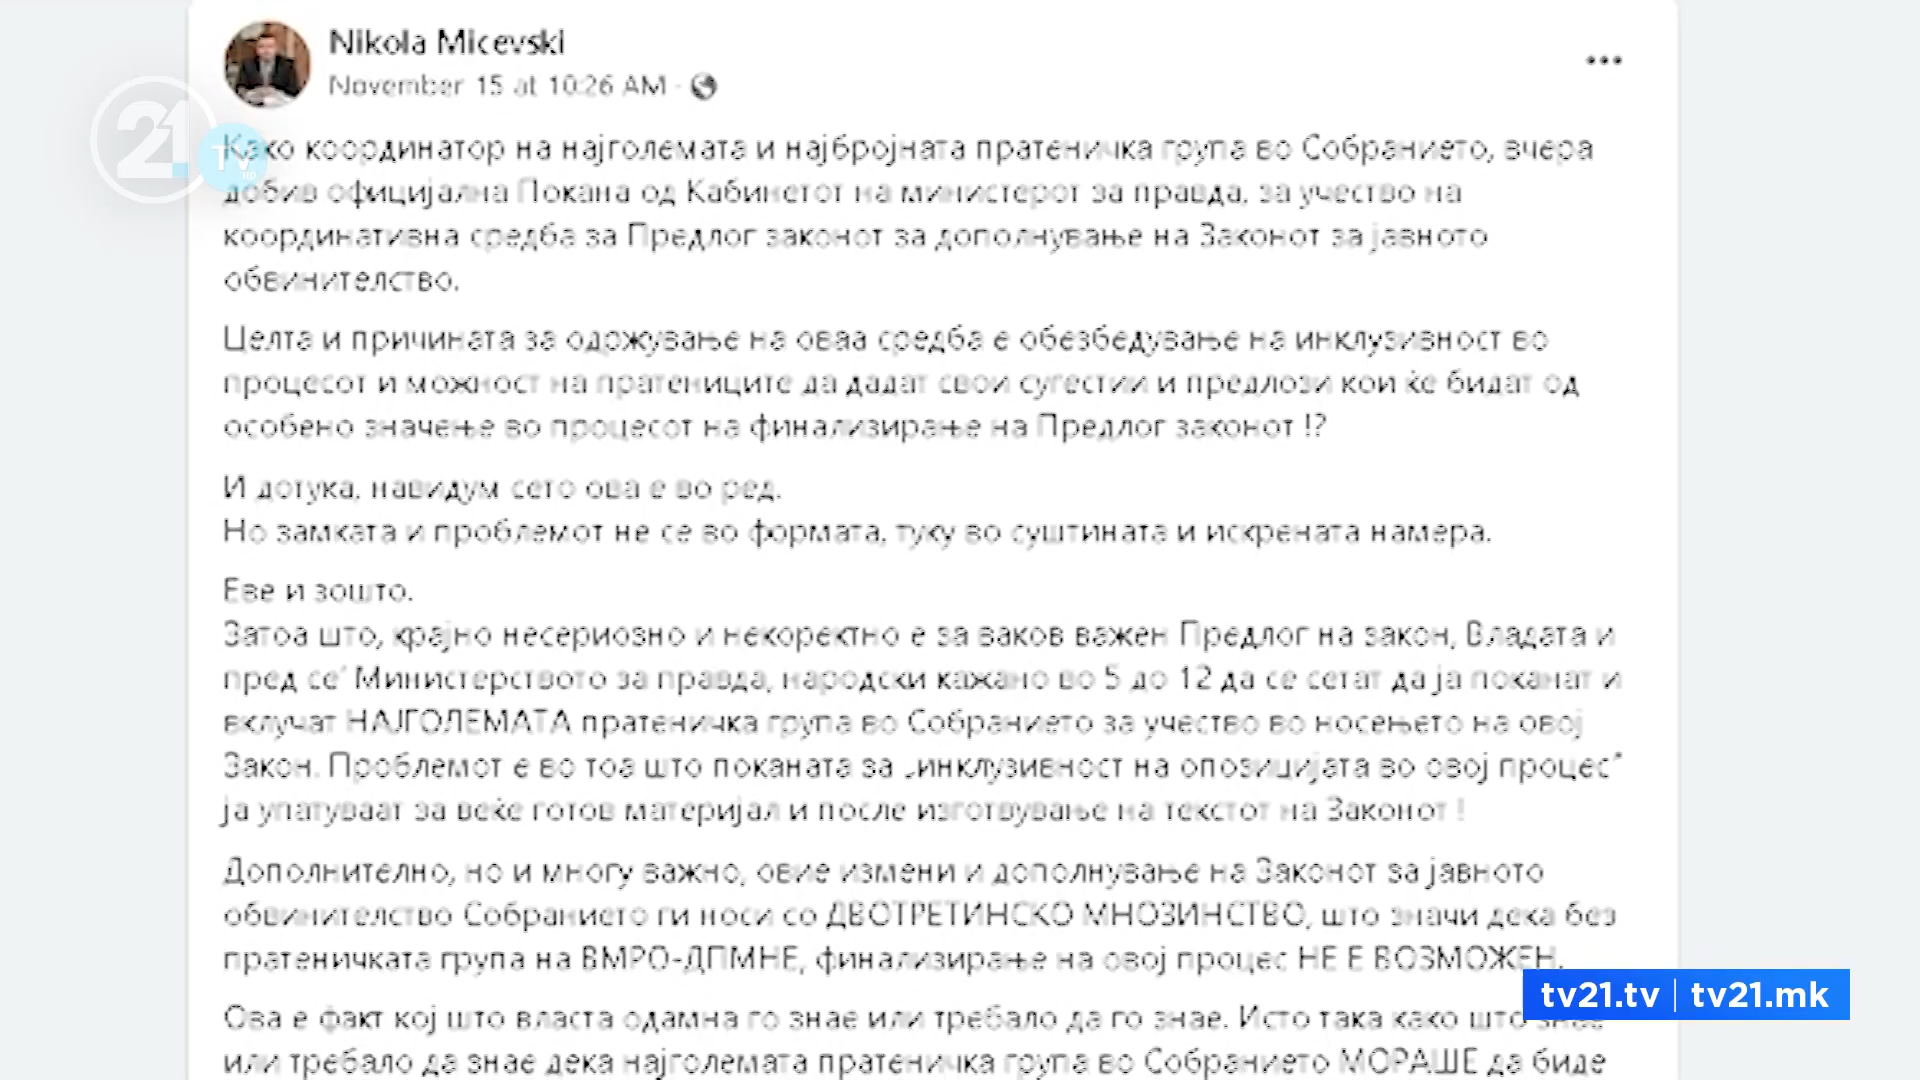 Nikola Micevski
November 15 at 10:26 AM ·
21 TV HD
Како координатор на најголемата и најбројната пратеничка група во Собранието, вчера
добив официјална Покана од Кабинетот на министерот за правда, за учество на
координативна средба за Предлог законот за дополнување на Законот за јавното
обвинителство.
Целта и причината за одржување на оваа средба е обезбедување на инклузивност во
процесот и можност на пратениците да дадат свои сугестии и предлози кои ќе бидат од
особено значење во процесот на финализирање на Предлог законот !?
И дотука, навидум сето ова е во ред.
Но замката и проблемот не се во формата, туку во суштината и искрената намера.
Еве и зошто.
Затоа што, крајно несериозно и некоректно е за ваков важен Предлог на закон, Владата и
пред се' Министерството за правда, народски кажано во 5 до 12 да се сетат да ја поканат и
вклучат НАЈГОЛЕМАТА пратеничка група во Собранието за учество во носењето на овој
Закон. Проблемот е во тоа што поканата за „инклузивност на опозицијата во овој процес“
ја упатуваат за веќе готов материјал и после изготвување на текстот на Законот !
Дополнително, но и многу важно, овие измени и дополнување на Законот за јавното
обвинителство Собранието ги носи со ДВОТРЕТИНСКО МНОЗИНСТВО, што значи дека без
пратеничката група на ВМРО-ДПМНЕ, финализирање на овој процес НЕ Е ВОЗМОЖЕН.
Ова е факт кој што власта одамна го знае или требало да го знае. Исто така како што знае
или требало да знае дека најголемата пратеничка група во Собранието МОРАШЕ да биде
tv21.tv | tv21.mk